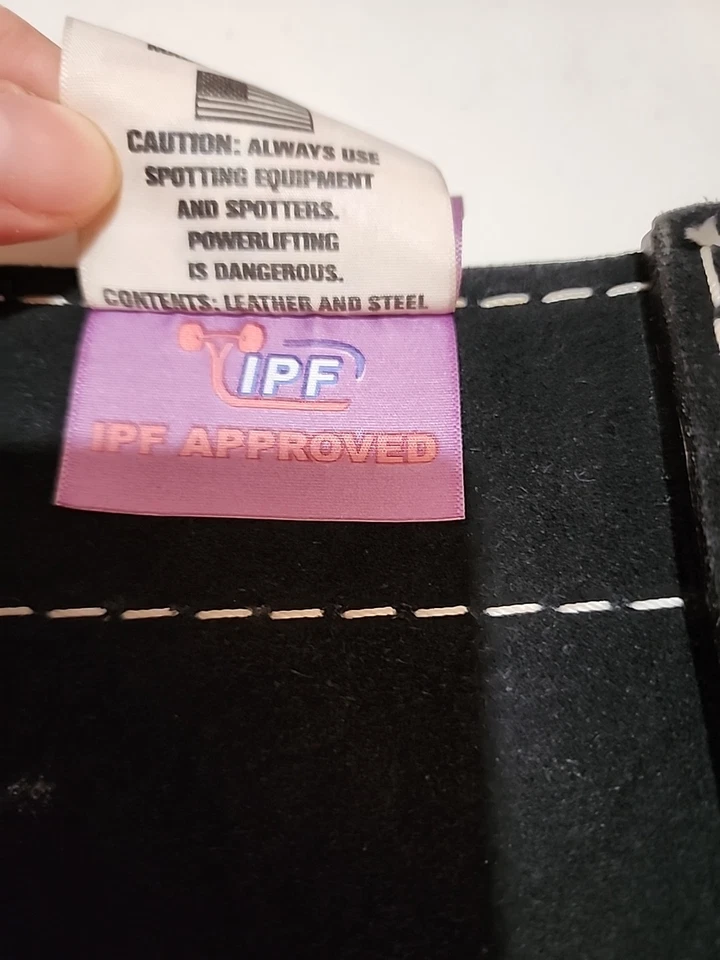 CAUTION: ALWAYS USE
SPOTTING EQUIPMENT
AND SPOTTERS.
POWERLIFTING
IS DANGEROUS.
CONTENTS: LEATHER AND STEEL
IPF
IPF APPROVED